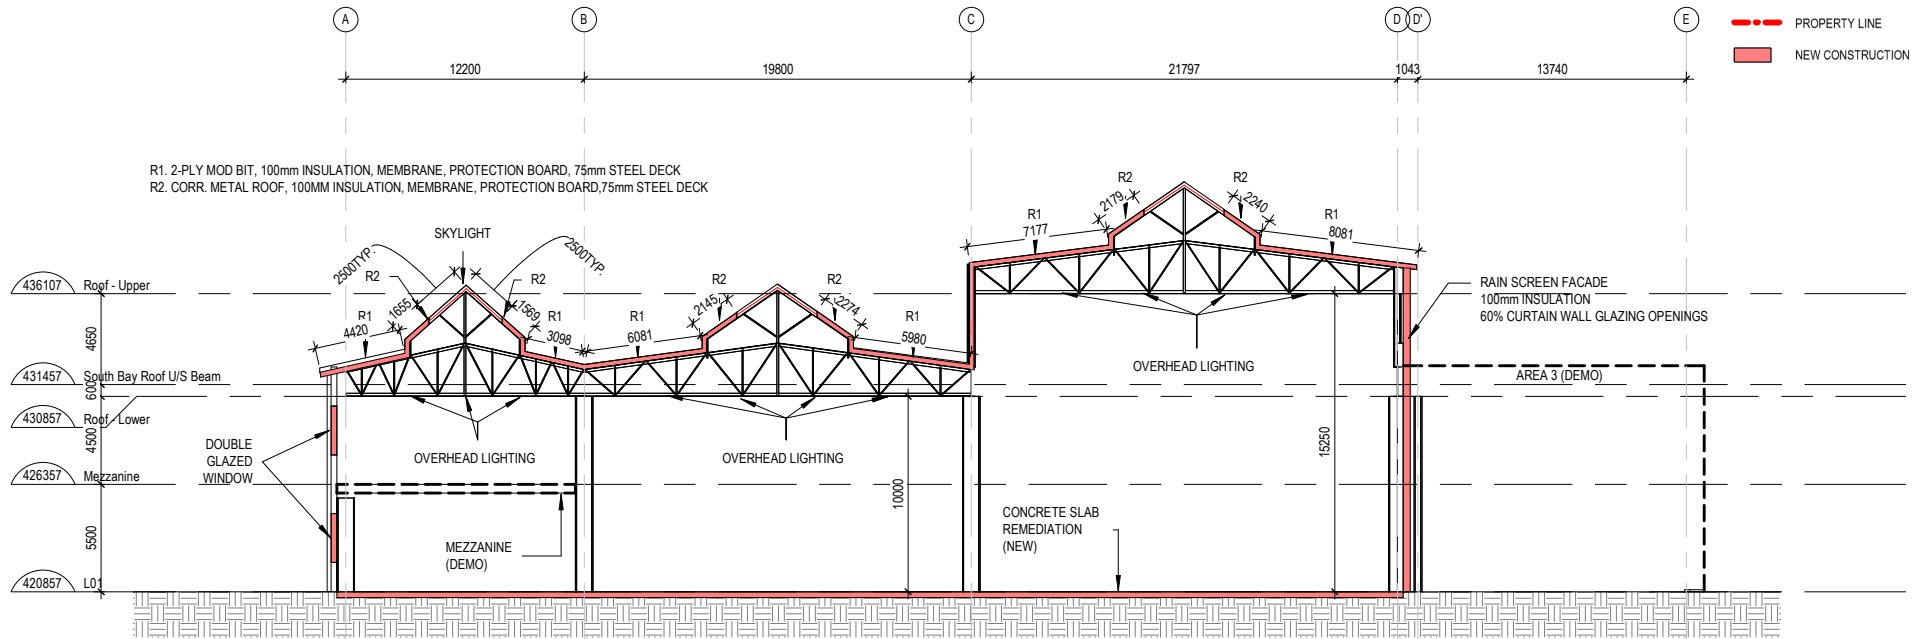 A
B
C
D
D'
E
PROPERTY LINE
NEW CONSTRUCTION
12200
19800
21797
1043
13740
R1. 2-PLY MOD BIT, 100mm INSULATION, MEMBRANE, PROTECTION BOARD, 75mm STEEL DECK
R2. CORR. METAL ROOF, 100MM INSULATION, MEMBRANE, PROTECTION BOARD,75mm STEEL DECK
R2
R2
2179
2240
R1
7177
R1
8081
SKYLIGHT
2500TYP.
2500TYP.
R2
R2
R2
R2
1655
1569
2145
2274
R1
4420
R1
3098
R1
6081
R1
5980
436107
Roof - Upper
4650
431457
South Bay Roof U/S Beam
600
430857
Roof - Lower
4500
426357
Mezzanine
5500
420857
L01
RAIN SCREEN FACADE
100mm INSULATION
60% CURTAIN WALL GLAZING OPENINGS
OVERHEAD LIGHTING
AREA 3 (DEMO)
DOUBLE
GLAZED
WINDOW
OVERHEAD LIGHTING
OVERHEAD LIGHTING
15250
10000
MEZZANINE
(DEMO)
CONCRETE SLAB
REMEDIATION
(NEW)